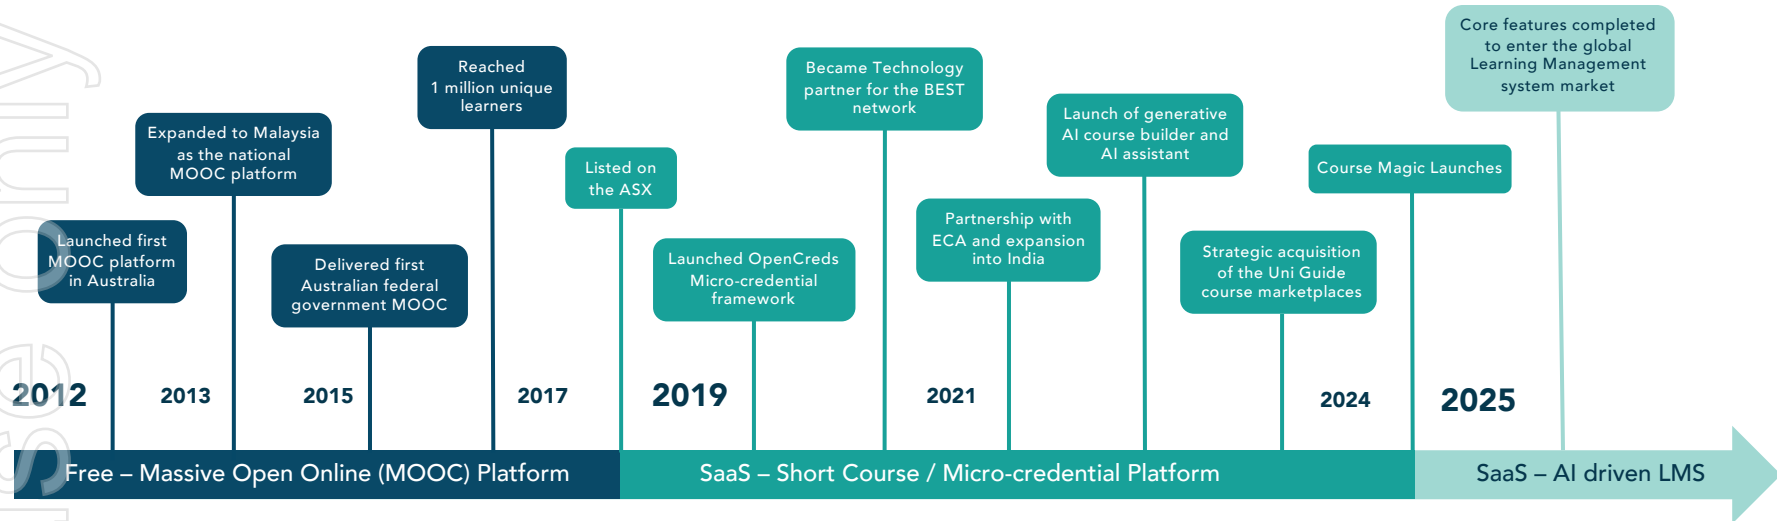 Launched first
MOOC platform
in Australia
Expanded to Malaysia
as the national
MOOC platform
Delivered first
Australian federal
government MOOC
Reached
1 million unique
learners
Listed on
the ASX
Launched OpenCreds
Micro-credential
framework
Became Technology
partner for the BEST
network
Partnership with
ECA and expansion
into India
Launch of generative
AI course builder and
AI assistant
Strategic acquisition
of the Uni Guide
course marketplaces
Course Magic Launches
Core features completed
to enter the global
Learning Management
system market
2012
2013
2015
2017
2019
2021
2024
2025
Free – Massive Open Online (MOOC) Platform
SaaS – Short Course / Micro-credential Platform
SaaS – AI driven LMS
use only